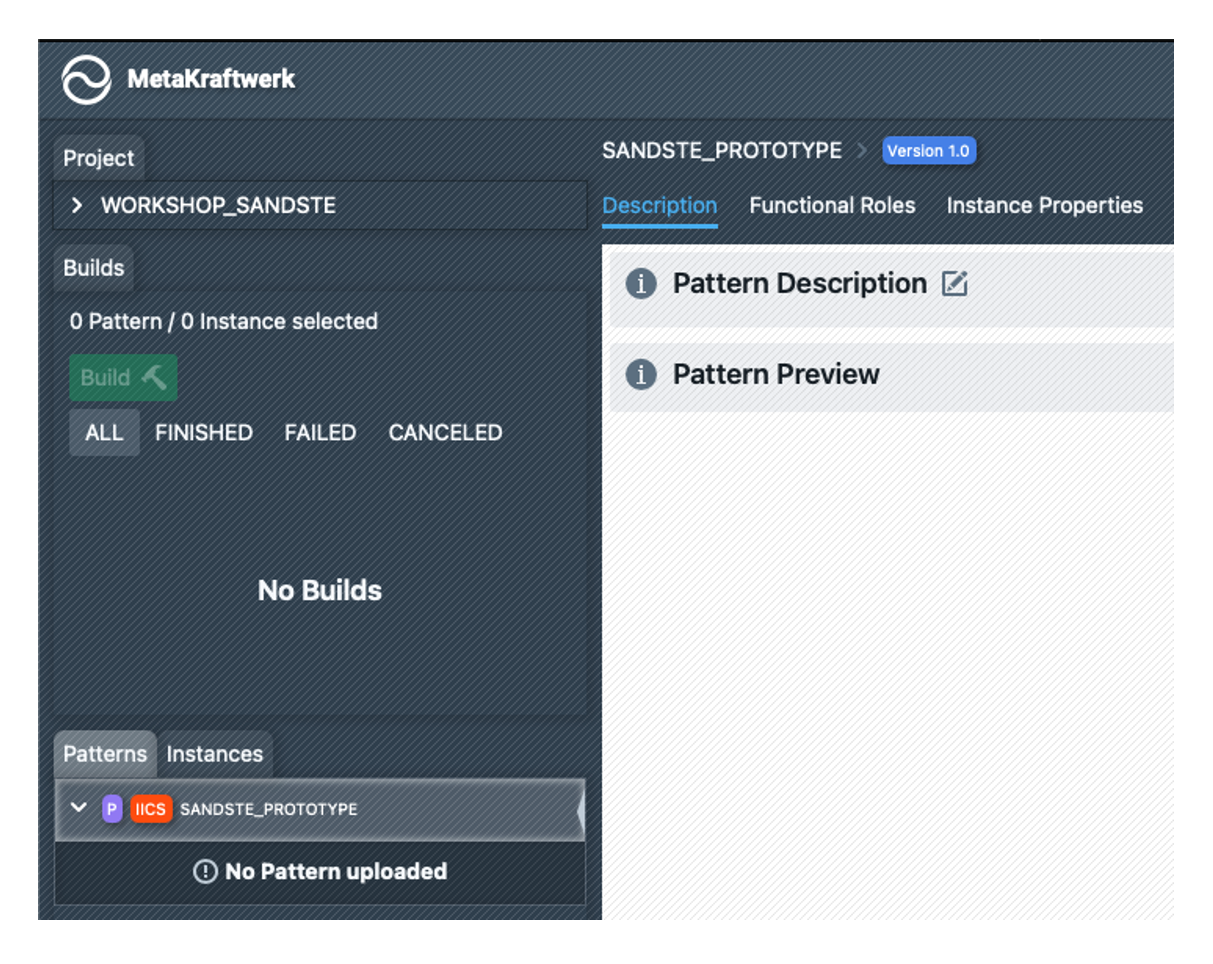 MetaKraftwerk
Project
WORKSHOP_SANDSTE
Builds
0 Pattern / 0 Instance selected
Build
ALL FINISHED FAILED CANCELED
No Builds
Patterns Instances
P IICS SANDSTE_PROTOTYPE
No Pattern uploaded
SANDSTE_PROTOTYPE > Version 1.0
Description Functional Roles Instance Properties
Pattern Description
Pattern Preview